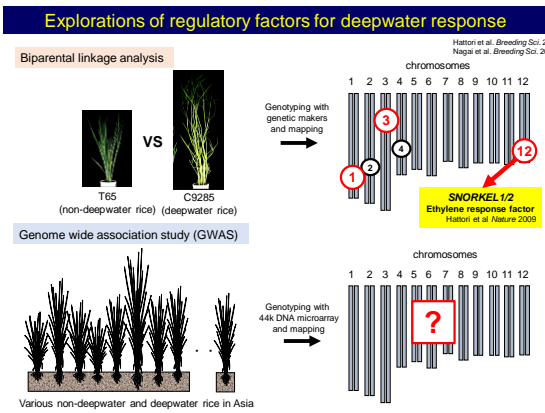 Explorations of regulatory factors for deepwater response
Hattori et al. Breeding Sci. 2
Nagai et al. Breeding Sci. 20
Biparental linkage analysis
chromosomes
1 2 3 4 5 6 7 8 9 10 11 12
Genotyping with
genetic makers
and mapping
VS
3
4
2
1
12
T65
(non-deepwater rice)
C9285
(deepwater rice)
SNORKEL1/2
Ethylene response factor
Hattori et al Nature 2009
Genome wide association study (GWAS)
chromosomes
1 2 3 4 5 6 7 8 9 10 11 12
Genotyping with
44k DNA microarray
and mapping
?
. .
Various non-deepwater and deepwater rice in Asia